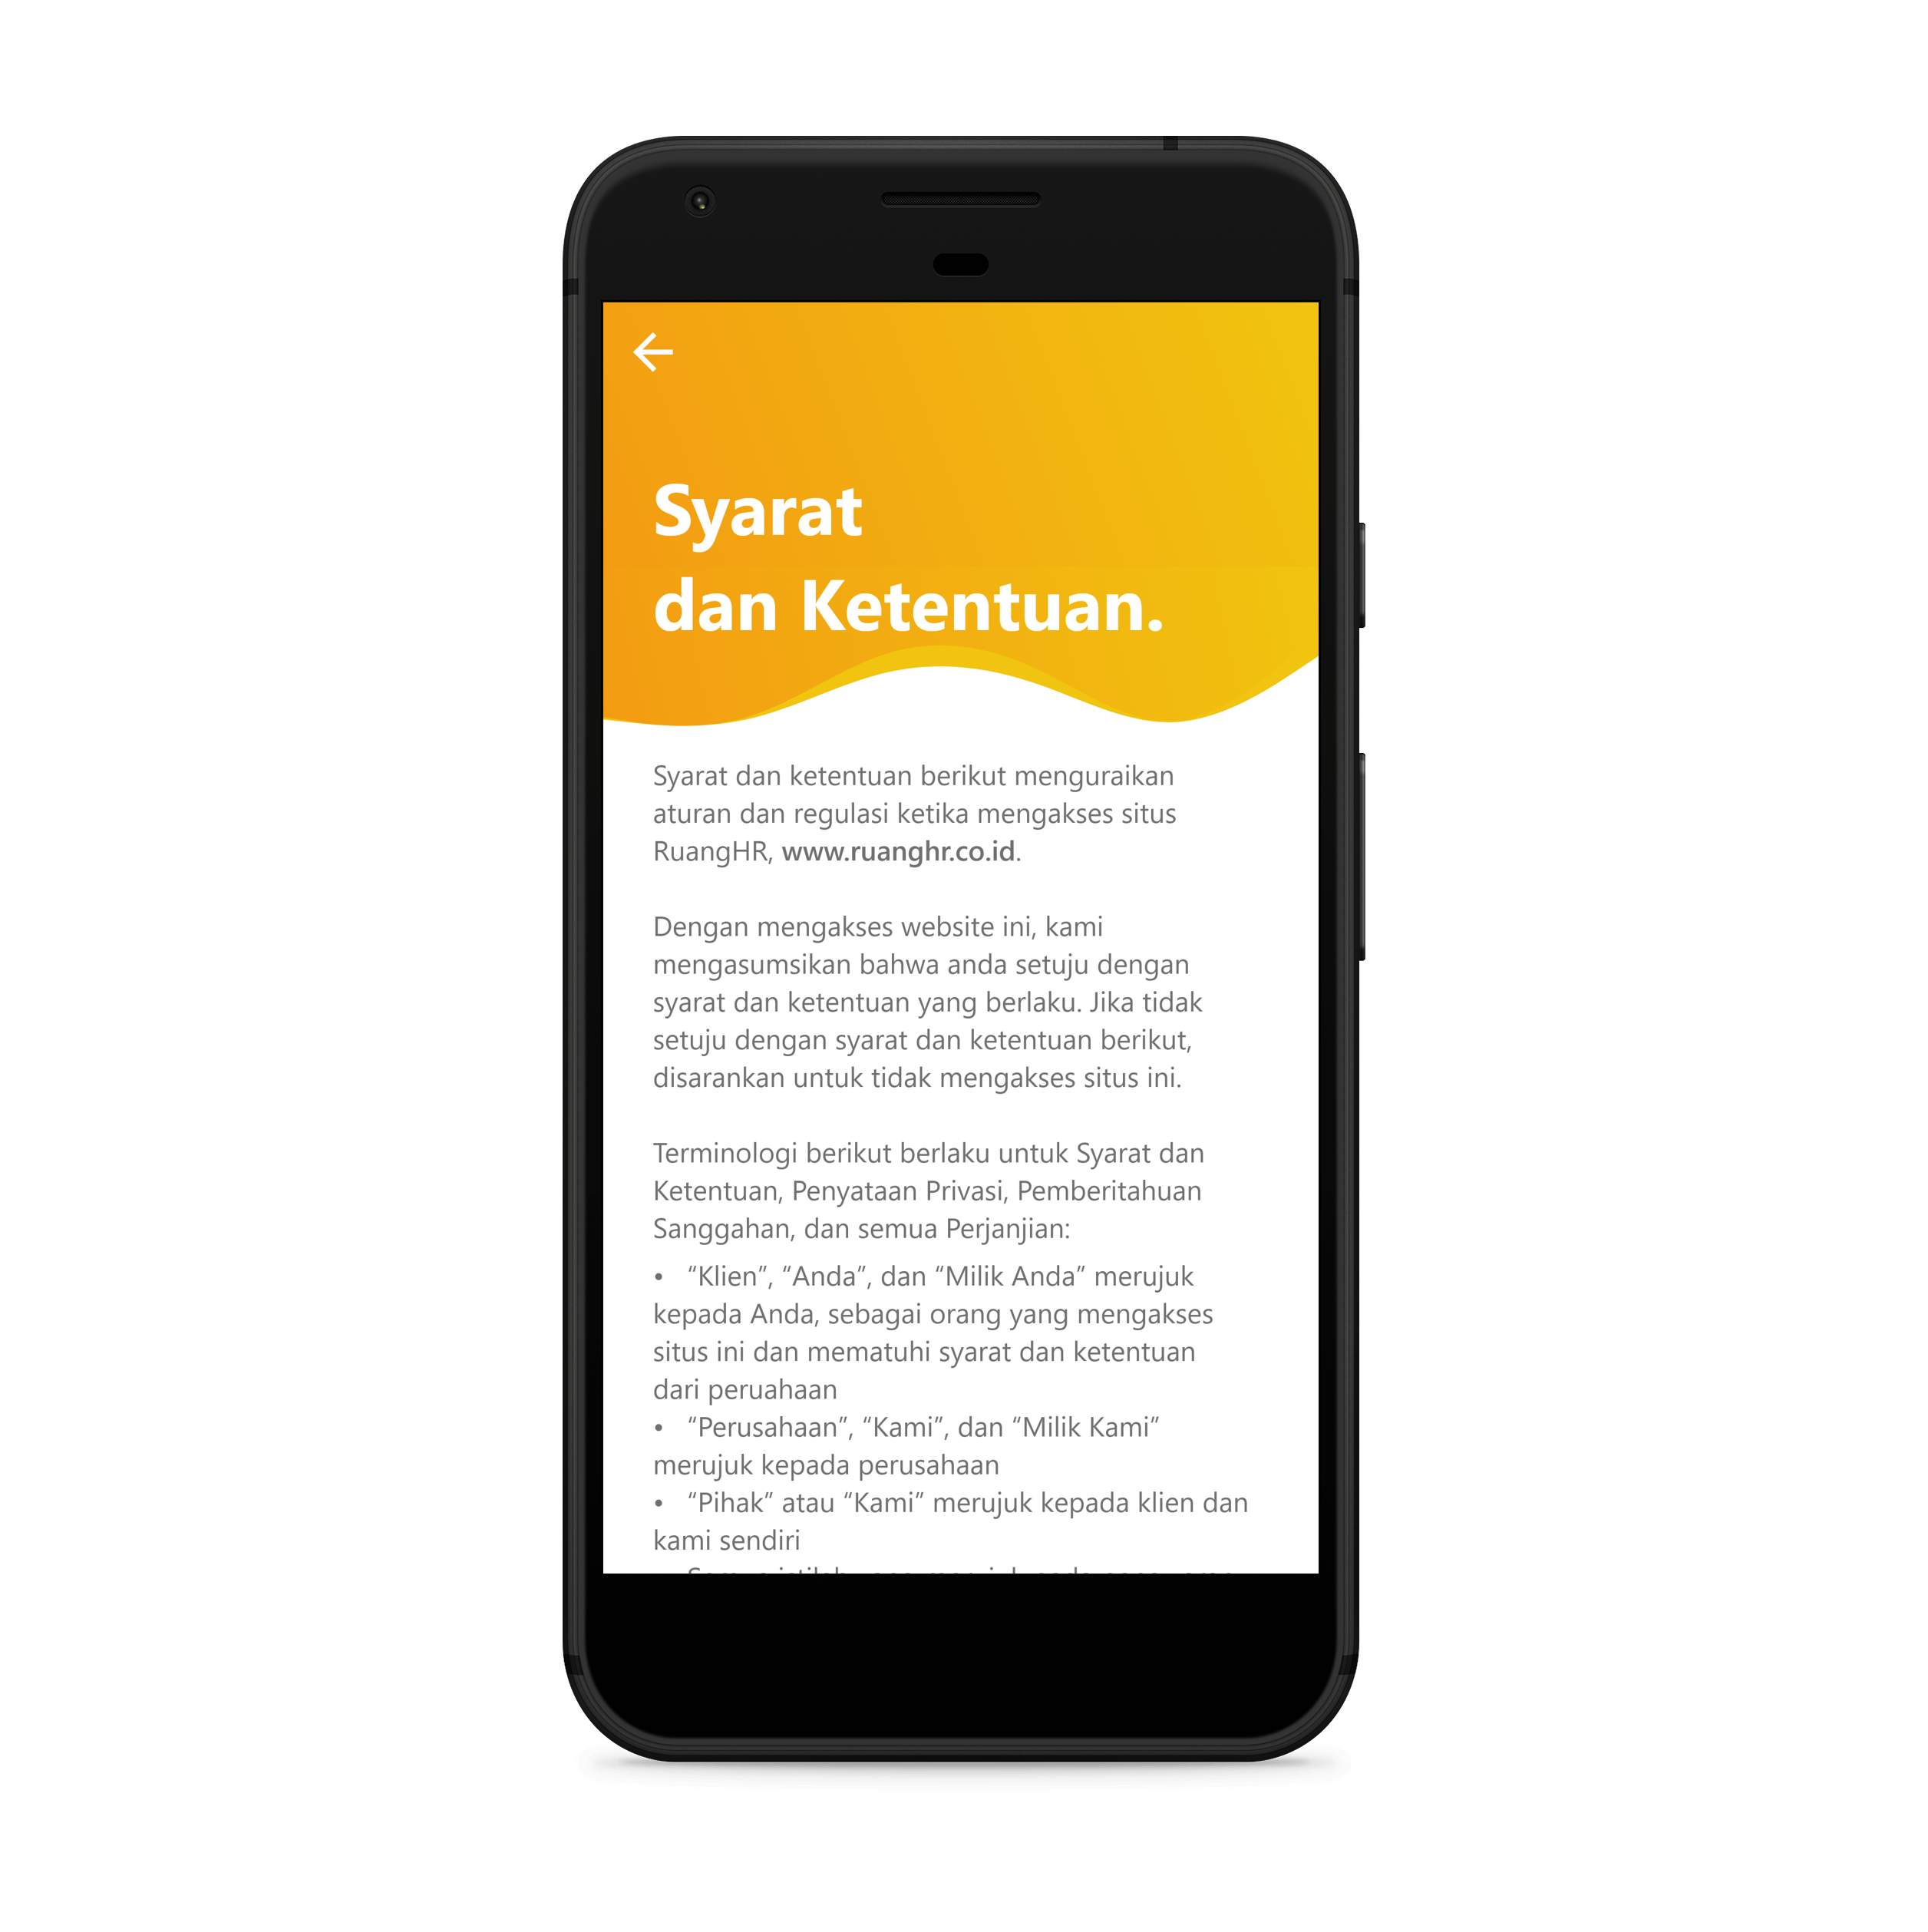 Syarat
dan Ketentuan.
Syarat dan ketentuan berikut menguraikan
aturan dan regulasi ketika mengakses situs
RuangHR, www.ruanghr.co.id.
Dengan mengakses website ini, kami
mengasumsikan bahwa anda setuju dengan
syarat dan ketentuan yang berlaku. Jika tidak
setuju dengan syarat dan ketentuan berikut,
disarankan untuk tidak mengakses situs ini.
Terminologi berikut berlaku untuk Syarat dan
Ketentuan, Penyataan Privasi, Pemberitahuan
Sanggahan, dan semua Perjanjian:
• “Klien”, “Anda”, dan “Milik Anda” merujuk
kepada Anda, sebagai orang yang mengakses
situs ini dan mematuhi syarat dan ketentuan
dari peruahaan
• “Perusahaan”, “Kami”, dan “Milik Kami”
merujuk kepada perusahaan
• “Pihak” atau “Kami” merujuk kepada klien dan
kami sendiri